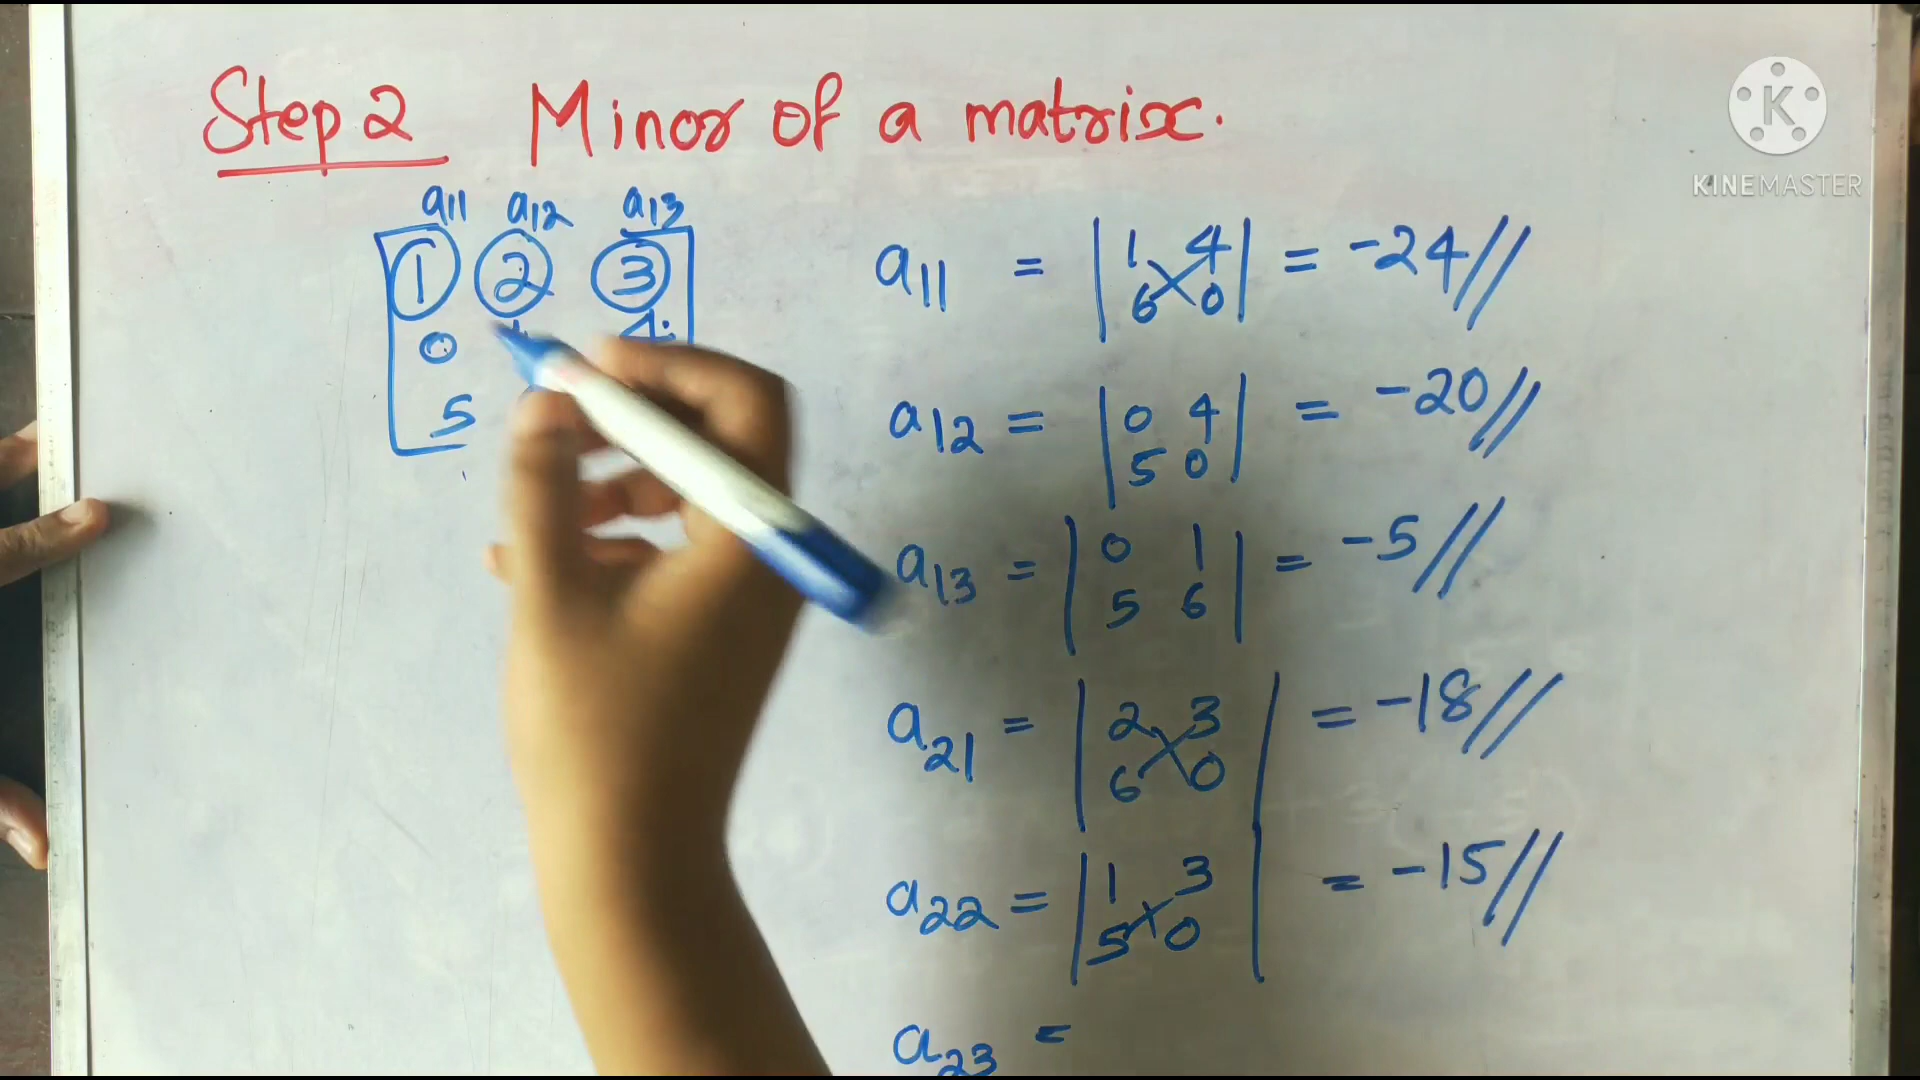 Step 2 Minor of a matrix.
K
KINEMASTER
a11 a12 a13
1 2 3
0 4
5
a11 = | 1 4 | = -24//
6 0
a12 = | 0 4 | = -20//
5 0
a13 = | 0 1 | = -5//
5 6
a21 = | 2 3 | = -18//
6 0
a22 = | 1 3 | = -15//
5 0
a23 =